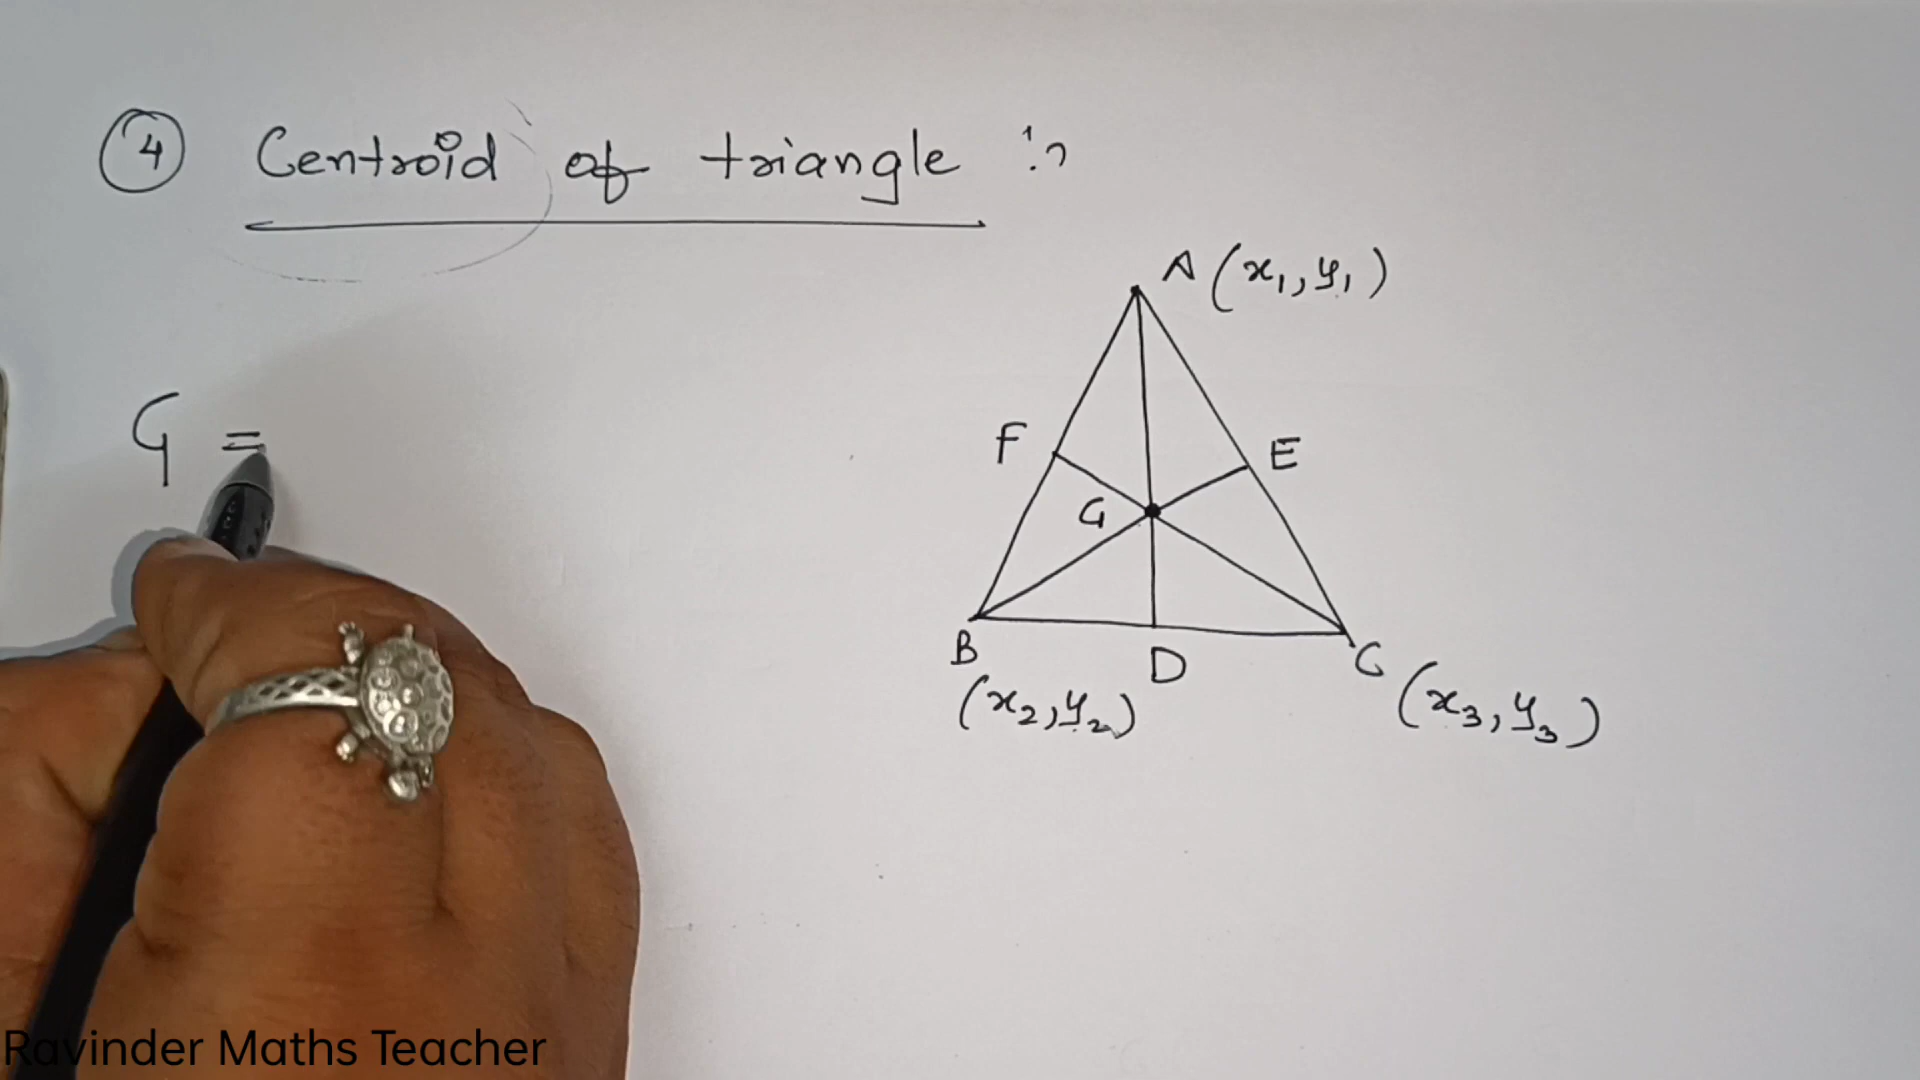 4 Centroid of triangle :-
A (x₁, y₁)
G =
F
E
G
B
D
C
(x₂, y₂)
(x₃, y₃)
Ravinder Maths Teacher